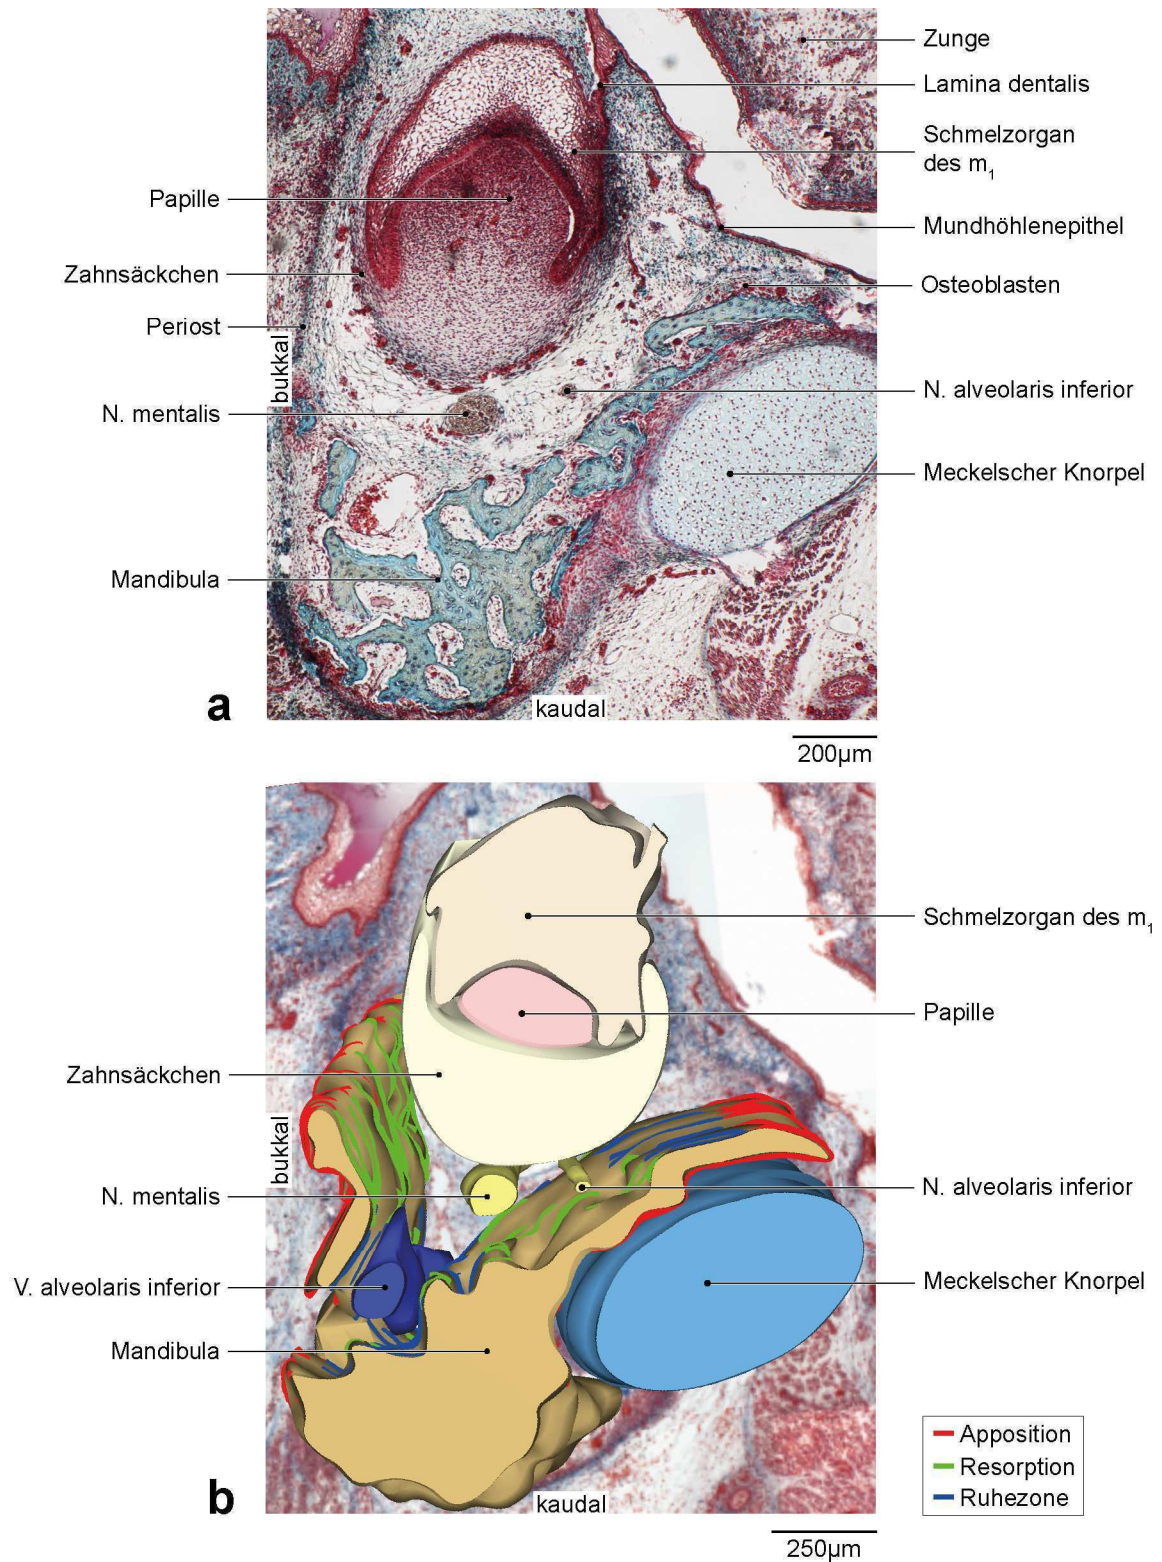 Zunge
Lamina dentalis
Schmelzorgan
des m1
Papille
Mundhöhlenepithel
Zahnsäckchen
Osteoblasten
Periost
bukkal
N. alveolaris inferior
N. mentalis
Meckelscher Knorpel
Mandibula
a
kaudal
200µm
Schmelzorgan des m1
Papille
Zahnsäckchen
bukkal
N. mentalis
N. alveolaris inferior
V. alveolaris inferior
Meckelscher Knorpel
Mandibula
Apposition
Resorption
Ruhezone
b
kaudal
250µm